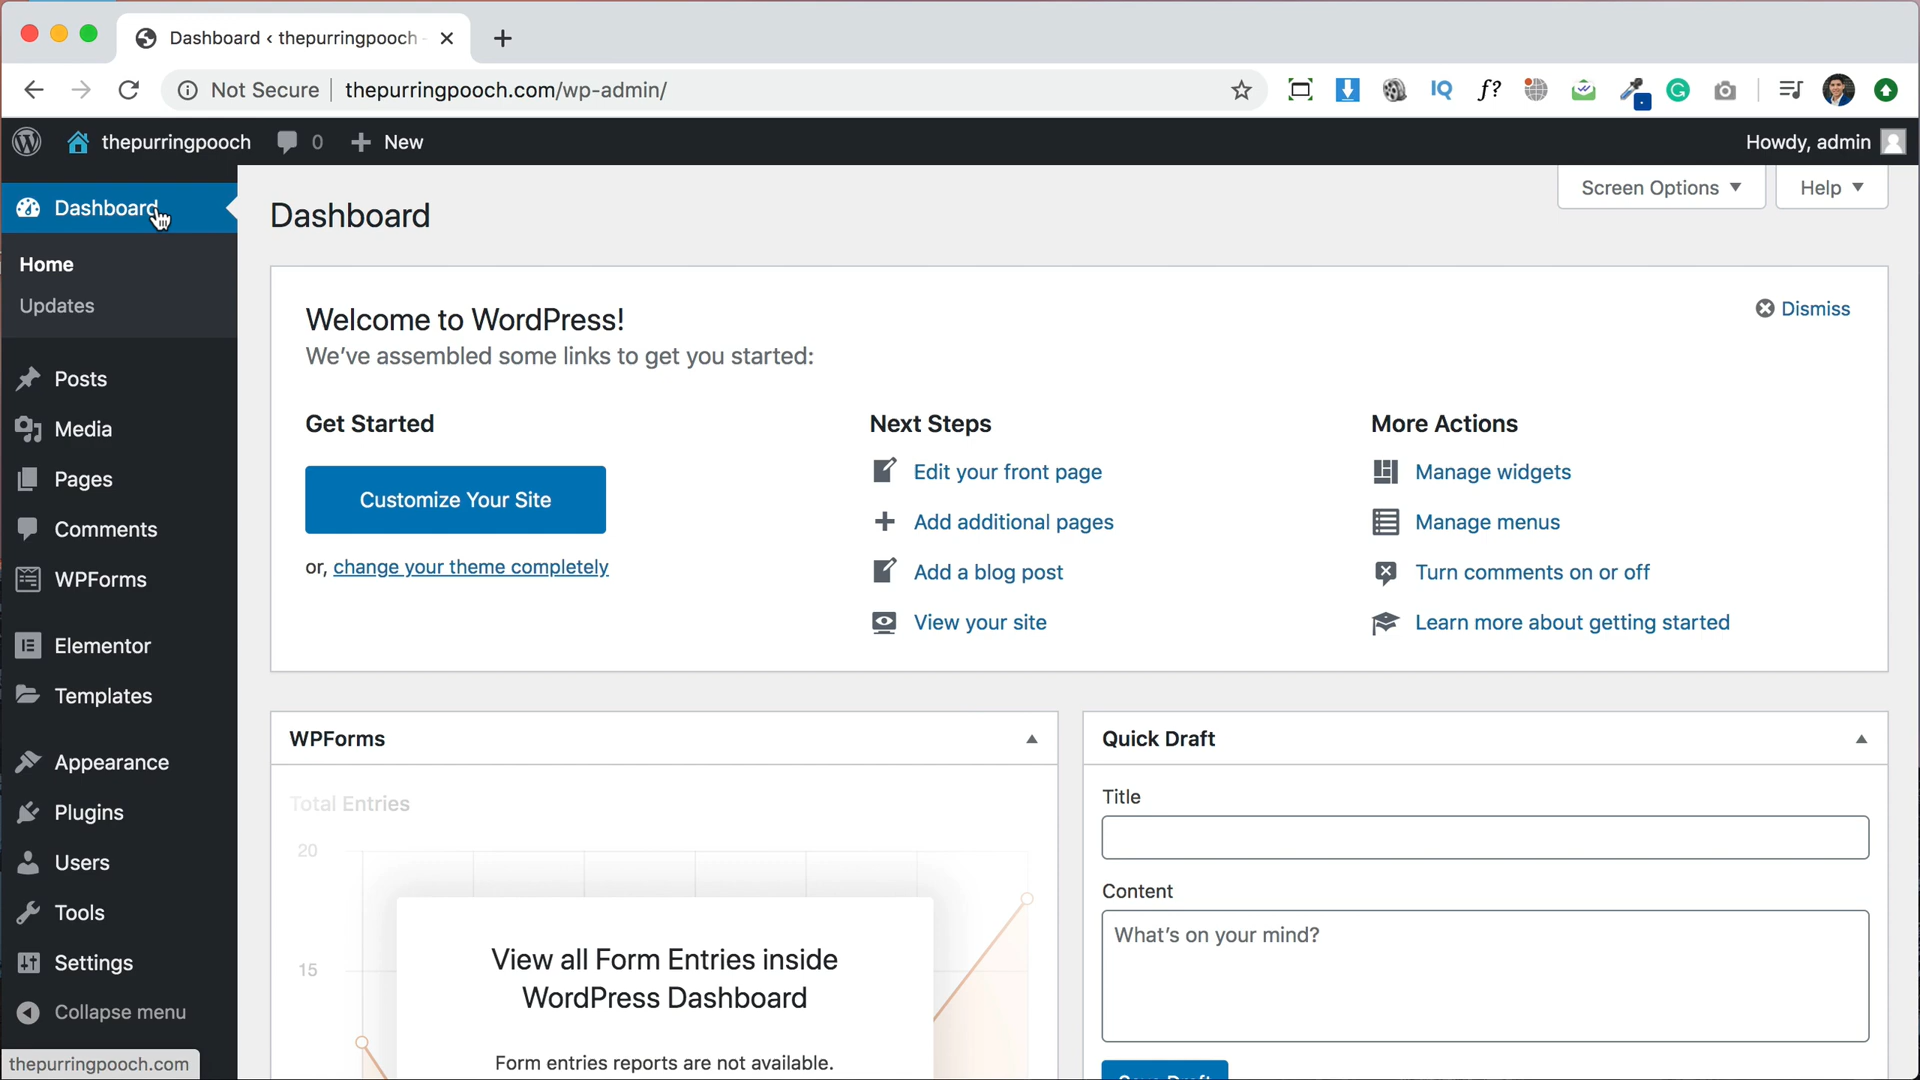 Dashboard ‹ thepurringpooch -
Not Secure | thepurringpooch.com/wp-admin/
IQ
f?
thepurringpooch
0
New
Howdy, admin
Dashboard
Home
Updates
Posts
Media
Pages
Comments
WPForms
Elementor
Templates
Appearance
Plugins
Users
Tools
Settings
Collapse menu
thepurringpooch.com
Screen Options
Help
Dashboard
Welcome to WordPress!
We've assembled some links to get you started:
Dismiss
Get Started
Customize Your Site
or, change your theme completely
Next Steps
Edit your front page
Add additional pages
Add a blog post
View your site
More Actions
Manage widgets
Manage menus
Turn comments on or off
Learn more about getting started
WPForms
Total Entries
20
15
View all Form Entries inside
WordPress Dashboard
Form entries reports are not available.
Quick Draft
Title
Content
What's on your mind?
Save Draft